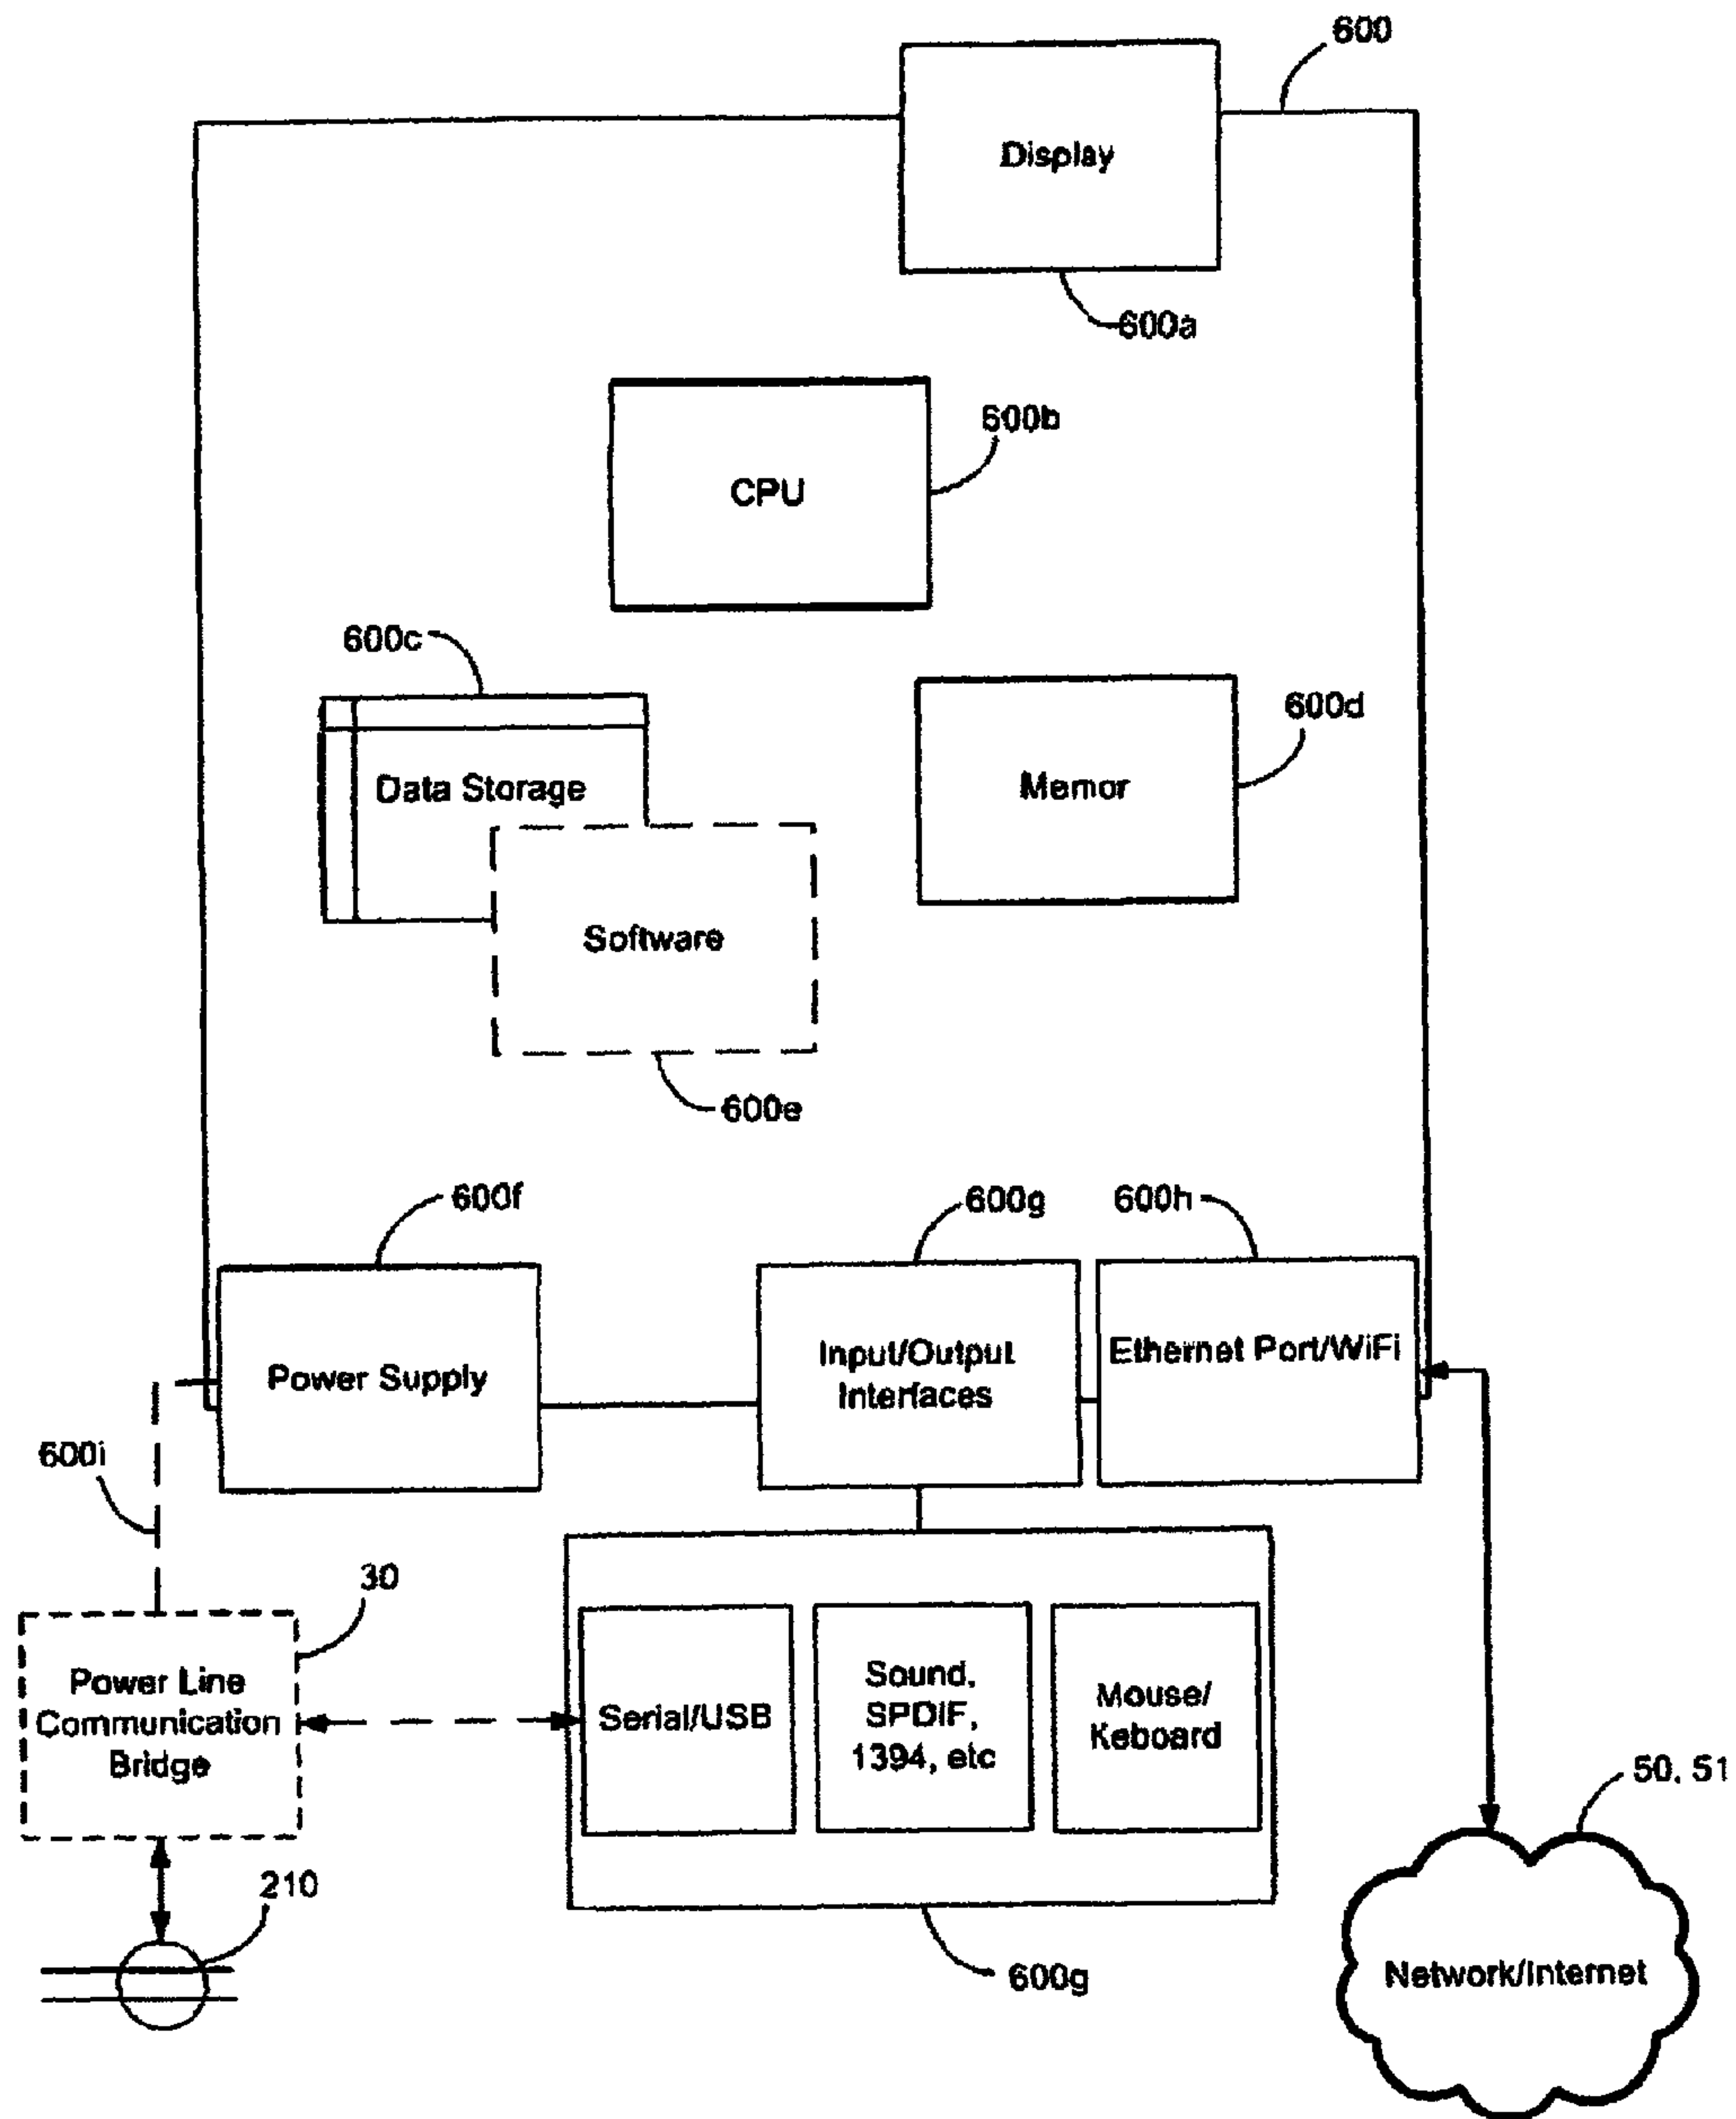 600
Display
600a
600b
CPU
600c
600d
Data Storage
Memor
Software
600e
600f
600g
600h
Power Supply
Input/Output
Interfaces
Ethernet Port/WiFi
600i
30
Power Line
Communication
Bridge
Serial/USB
Sound,
SPDIF,
1394, etc
Mouse/
Keboard
50, 51
210
600g
Network/Internet